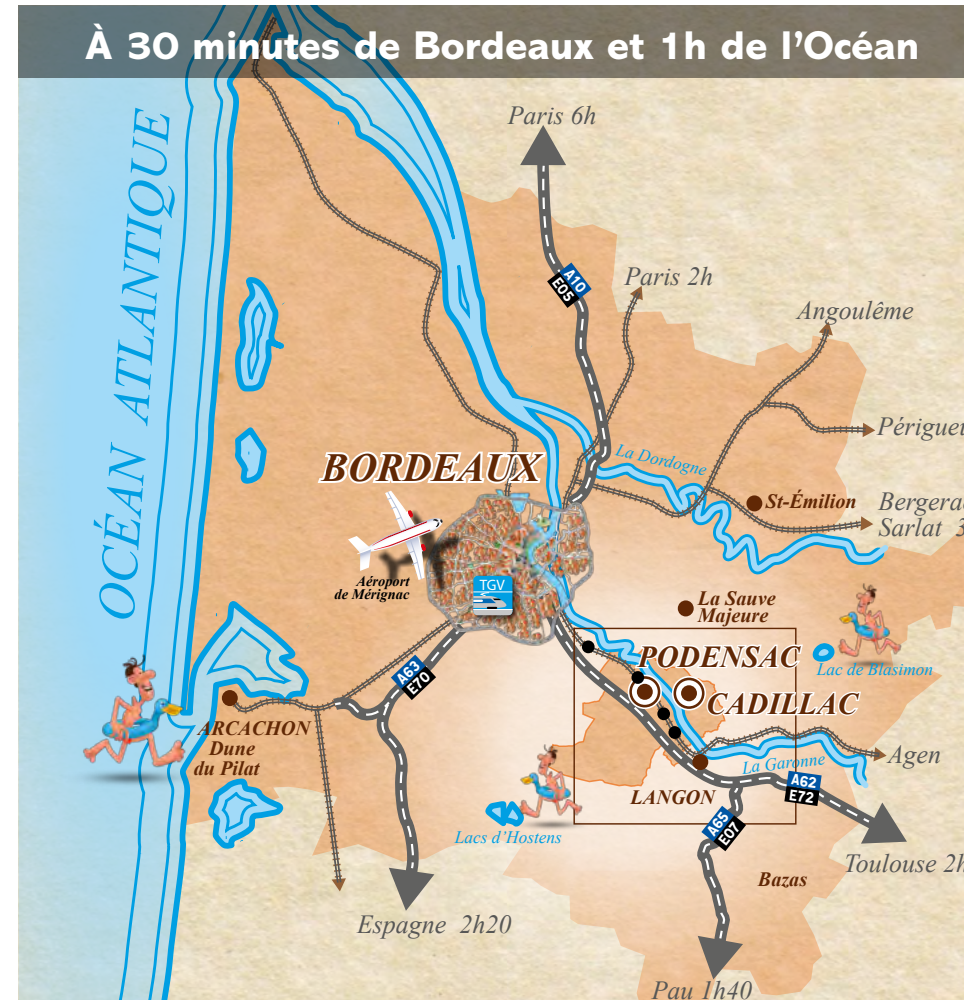 À 30 minutes de Bordeaux et 1h de l'Océan
OCÉAN ATLANTIQUE
Paris 6h
A10
E05
Paris 2h
Angoulême
Périgueu
La Dordogne
BORDEAUX
St-Émilion
Bergerac
Sarlat 3
Aéroport
de Mérignac
TGV
La Sauve
Majeure
Lac de Blasimon
PODENSAC
CADILLAC
A63
E70
ARCACHON
Dune
du Pilat
La Garonne
Agen
LANGON
A62
E72
Lacs d'Hostens
A65
E07
Toulouse 2h
Bazas
Espagne 2h20
Pau 1h40